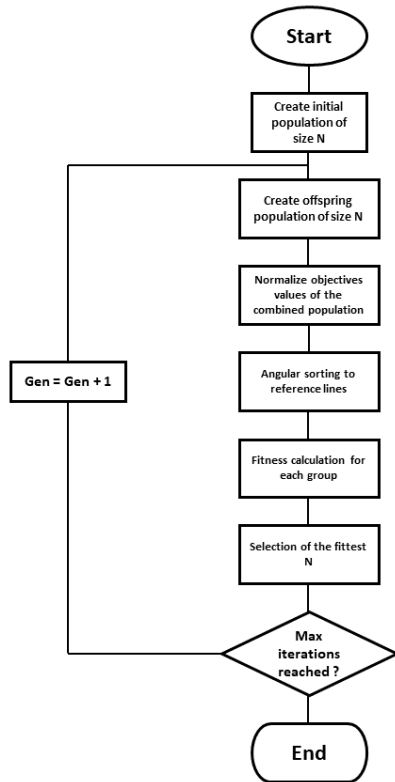 Start
Create initial
population of
size N
Create offspring
population of size N
Normalize objectives
values of the
combined population
Angular sorting to
reference lines
Gen = Gen + 1
Fitness calculation for
each group
Selection of the fittest
N
Max
iterations
reached ?
End